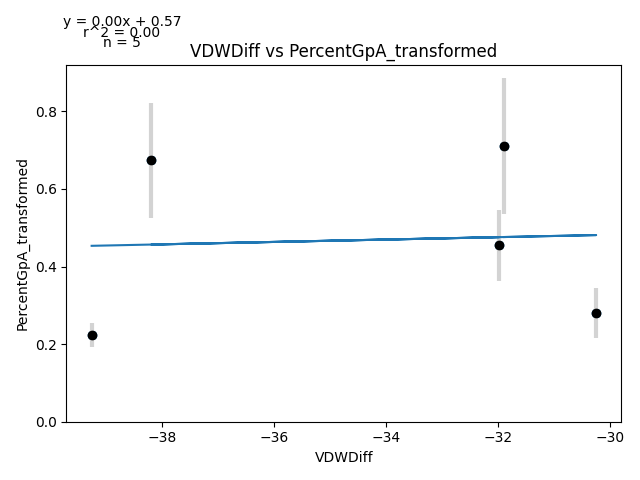 y = 0.00x + 0.57
r^2 = 0.00
n = 5
VDWDiff vs PercentGpA_transformed
PercentGpA_transformed
0.8
0.6
0.4
0.2
0.0
−38
−36
−34
−32
−30
VDWDiff